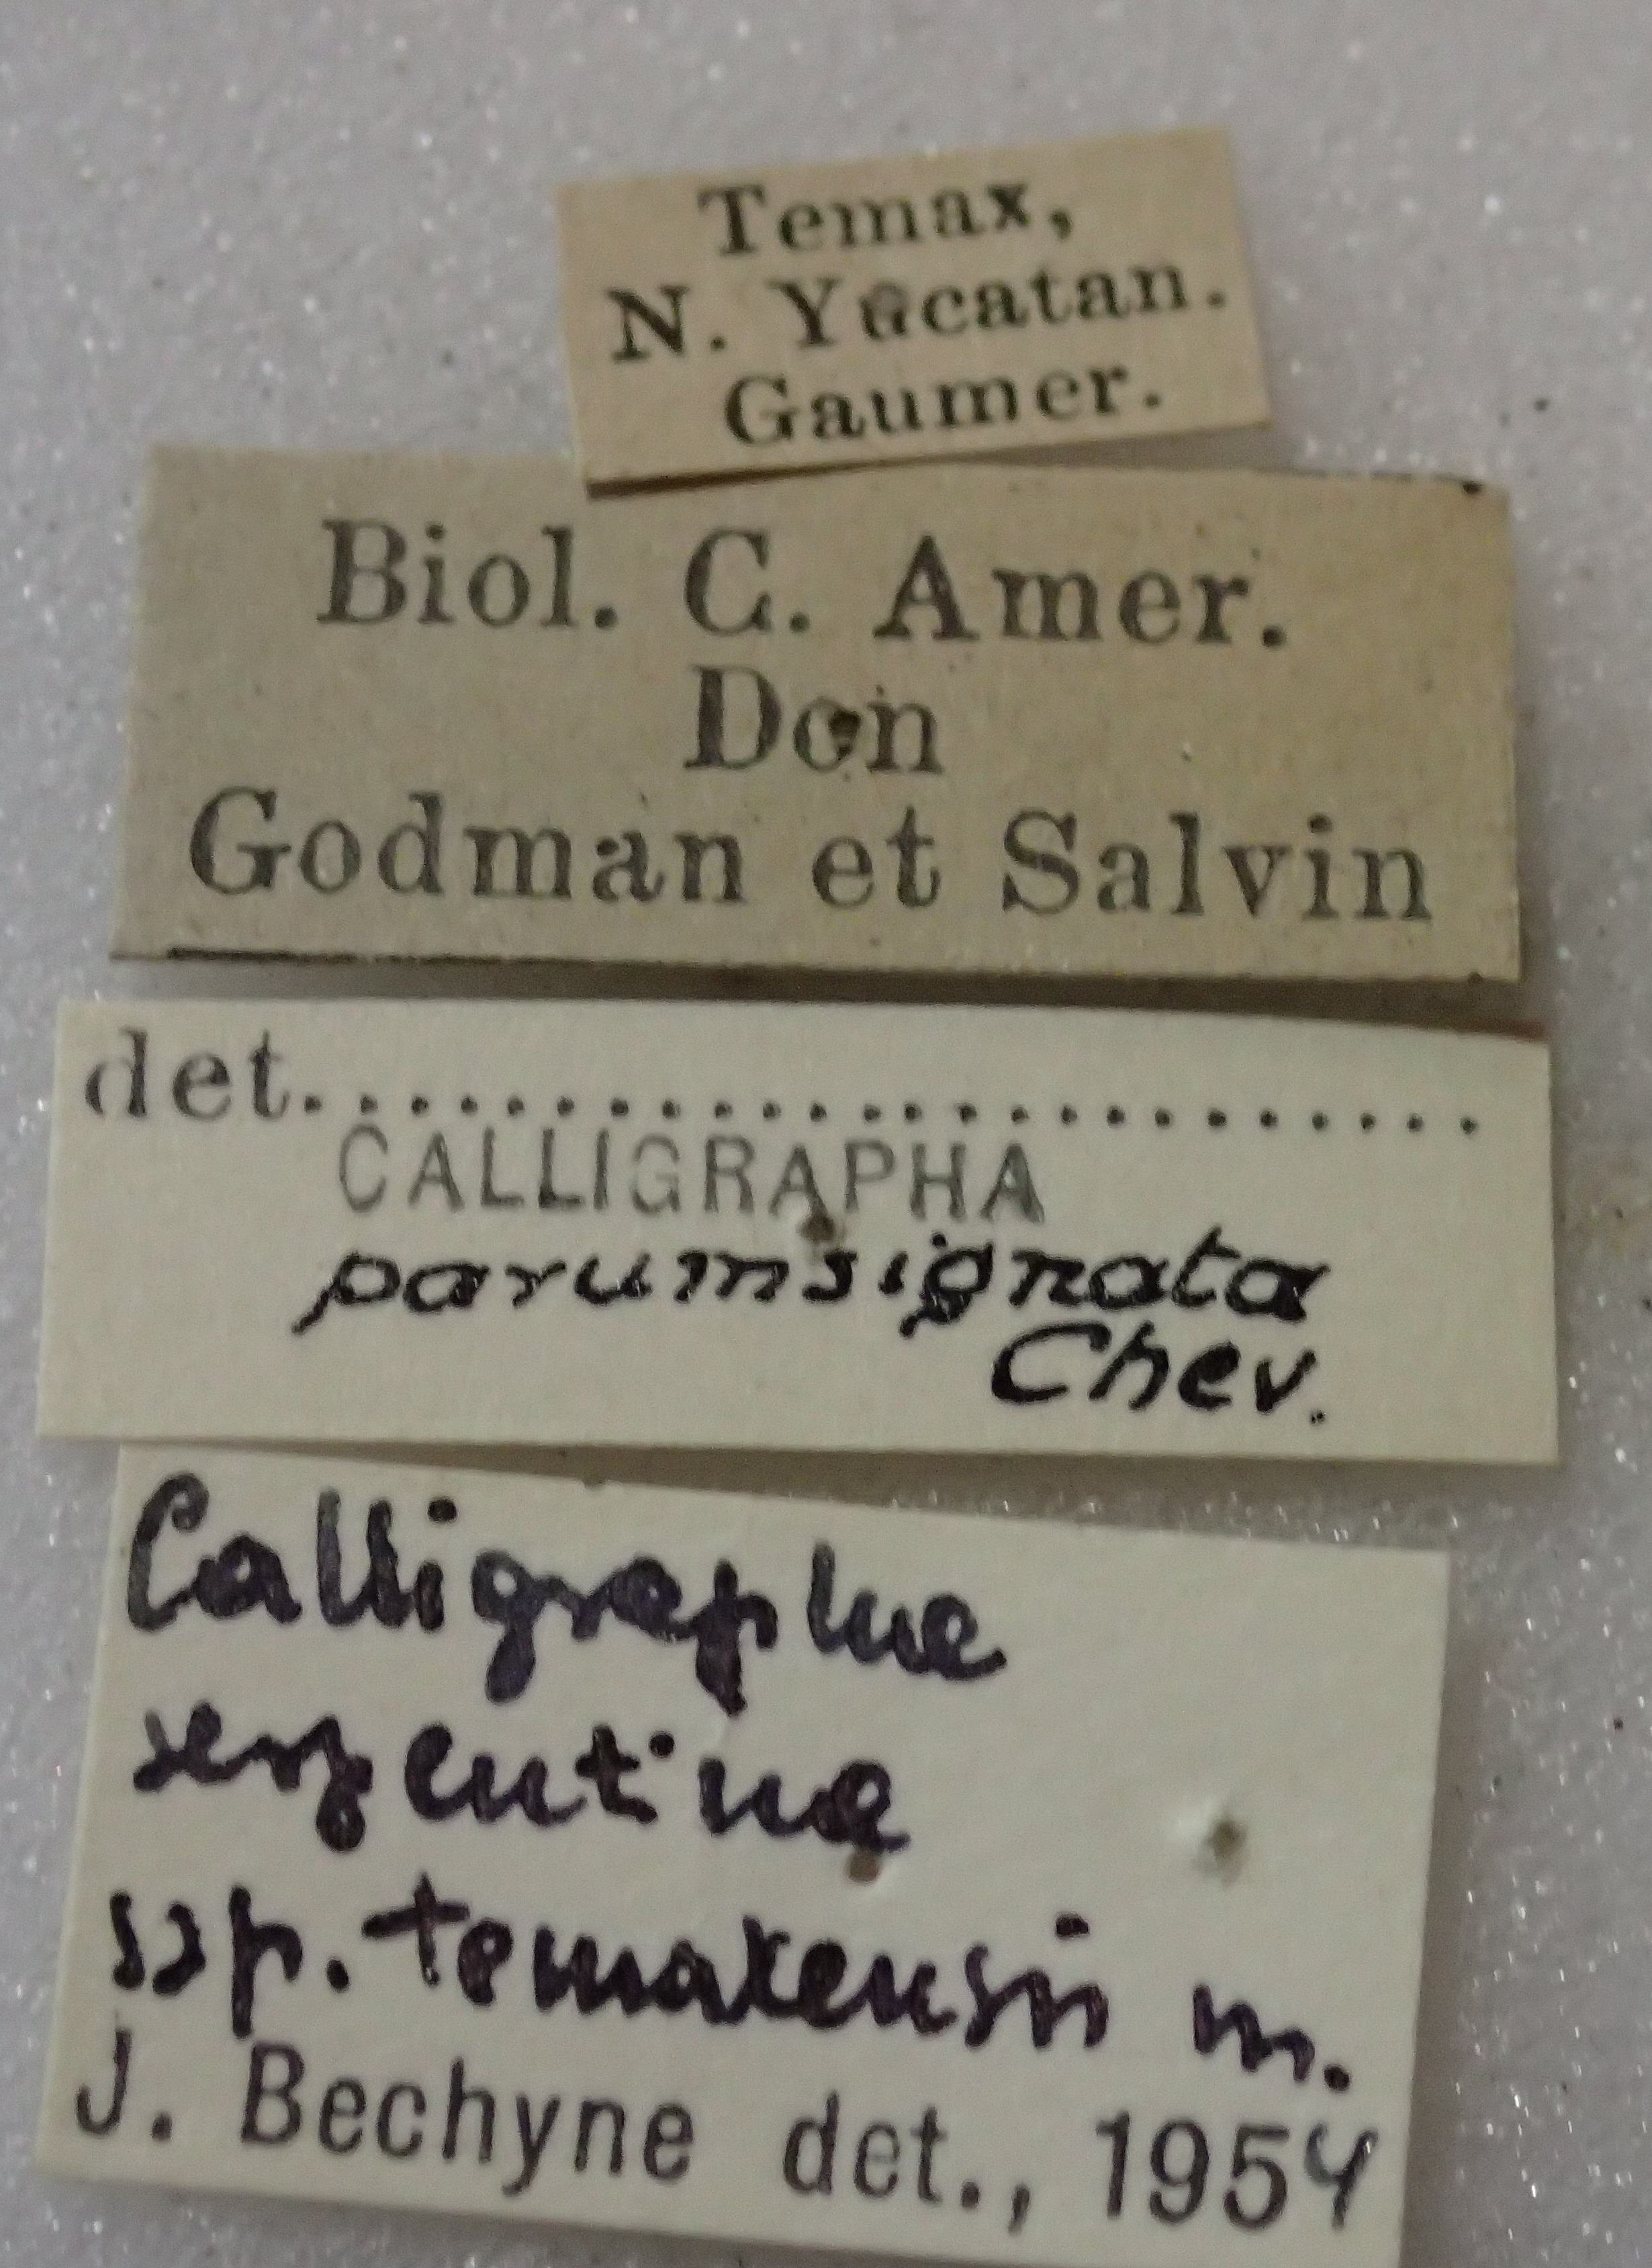 Temax,
N. Yucatan.
Gaumer.
Biol. C. Amer.
Don
Godman et Salvin
det..............................
CALLIGRAPHA
parumsignata
Chev.
Calligrapha
serpentina
ssp. temaxensis m.
J. Bechyne det., 1954